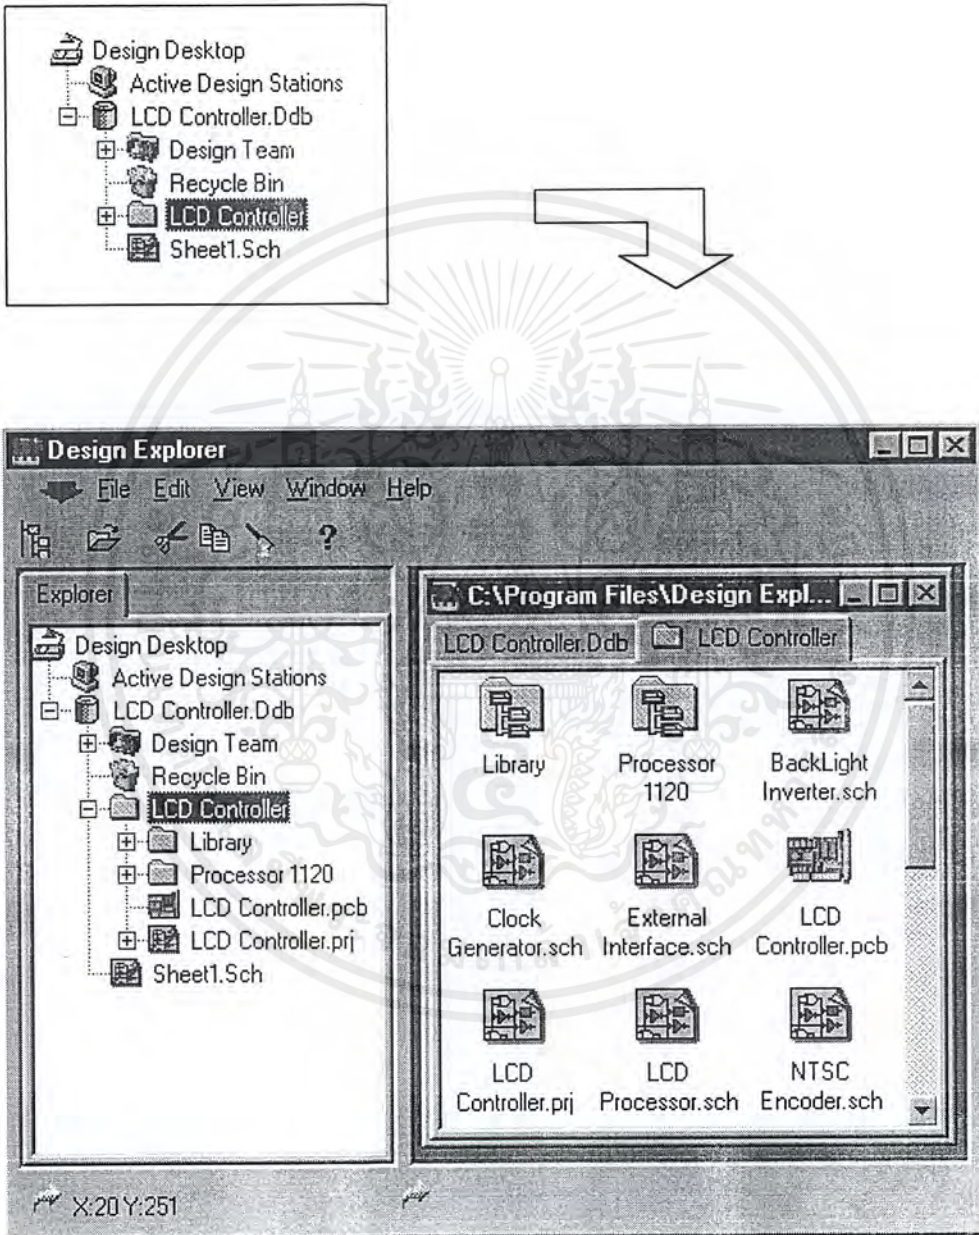 Design Desktop
Active Design Stations
LCD Controller.Ddb
Design Team
Recycle Bin
LCD Controller
Sheet1.Sch
Design Explorer
File Edit View Window Help
Explorer
Design Desktop
Active Design Stations
LCD Controller.Ddb
Design Team
Recycle Bin
LCD Controller
Library
Processor 1120
LCD Controller.pcb
LCD Controller.prj
Sheet1.Sch
C:\Program Files\Design Expl...
LCD Controller.Ddb LCD Controller
Library
Processor
1120
BackLight
Inverter.sch
Clock
Generator.sch
External
Interface.sch
LCD
Controller.pcb
LCD
Controller.prj
LCD
Processor.sch
NTSC
Encoder.sch
X:20 Y:251